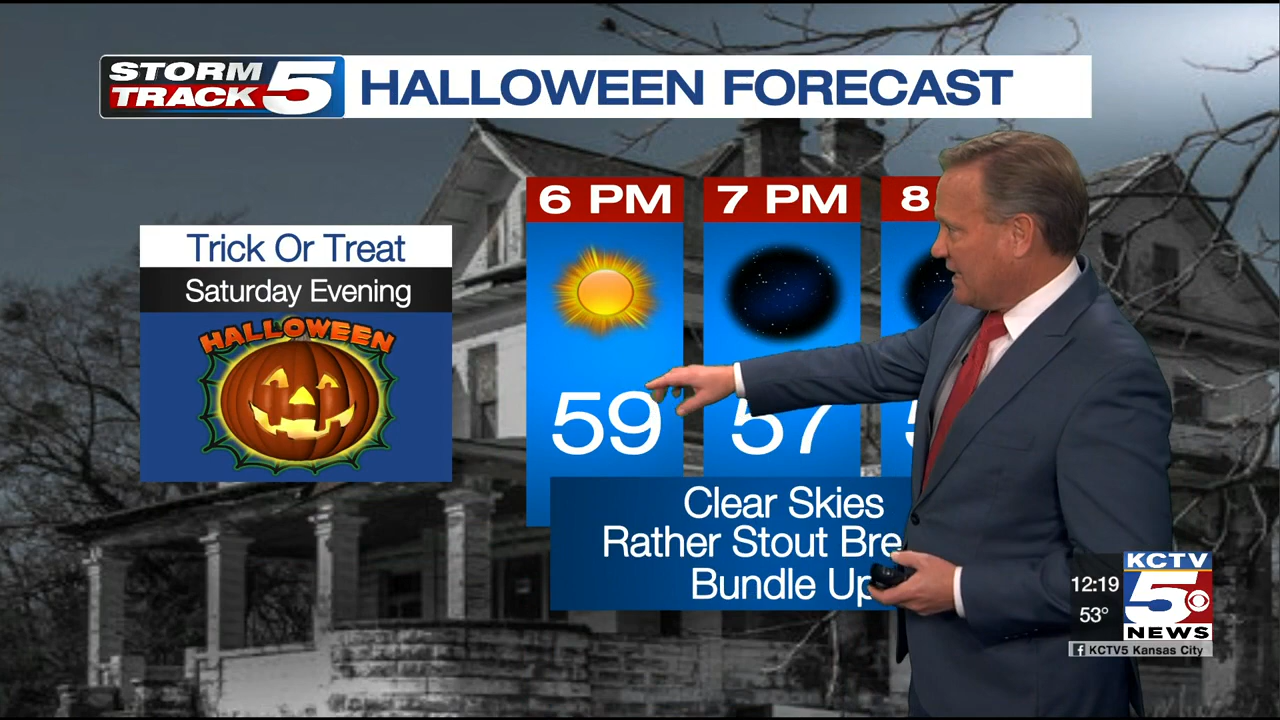 STORM TRACK 5
HALLOWEEN FORECAST
Trick Or Treat
Saturday Evening
HALLOWEEN
6 PM
7 PM
8
59
57
Clear Skies
Rather Stout
Bundle Up
12:19
53°
KCTV
5
NEWS
KCTV5 Kansas City